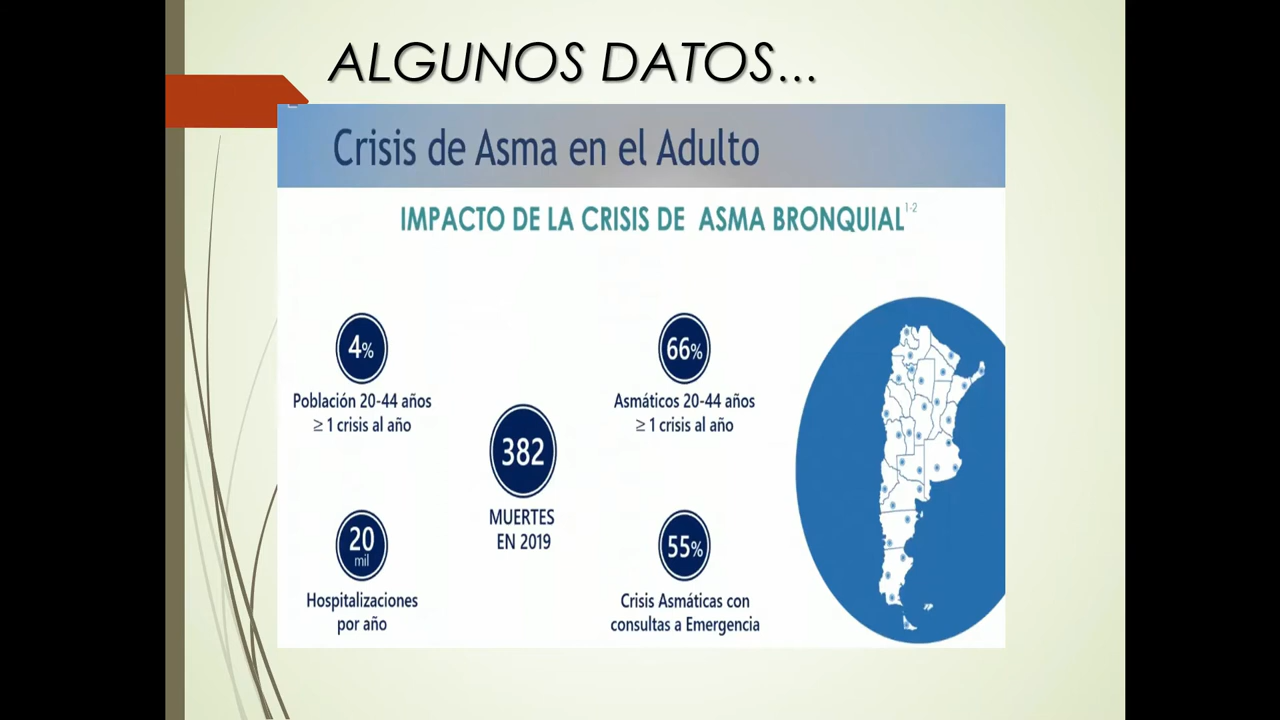 ALGUNOS DATOS...
Crisis de Asma en el Adulto
IMPACTO DE LA CRISIS DE ASMA BRONQUIAL1-2
4%
Población 20-44 años
≥ 1 crisis al año
66%
Asmáticos 20-44 años
≥ 1 crisis al año
382
MUERTES
EN 2019
20
mil
Hospitalizaciones
por año
55%
Crisis Asmáticas con
consultas a Emergencia